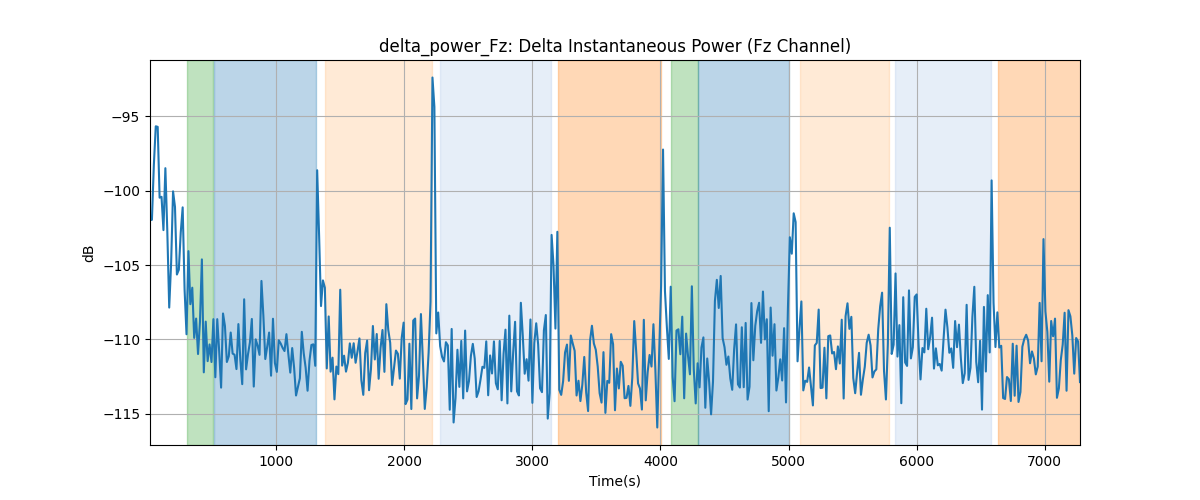 delta_power_Fz: Delta Instantaneous Power (Fz Channel)
dB
−95
−100
−105
−110
−115
1000 2000 3000 4000 5000 6000 7000
Time(s)